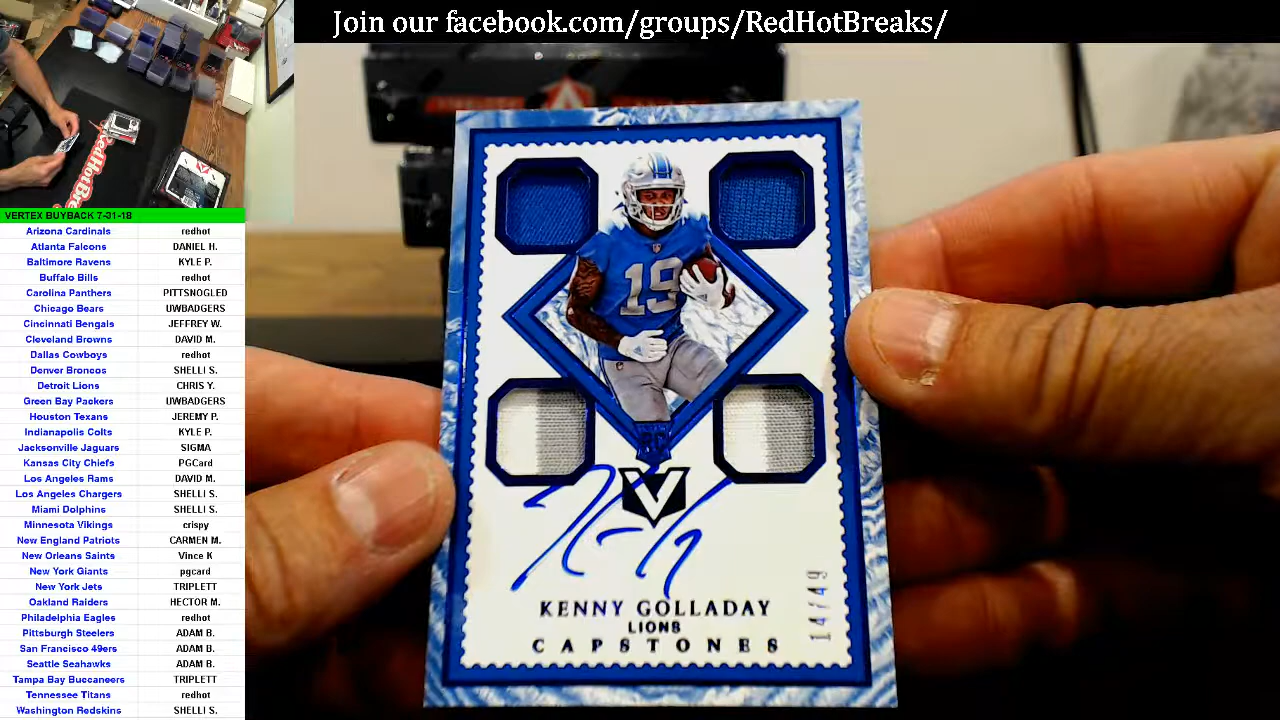 Join our facebook.com/groups/RedHotBreaks/
VERTEX BUYBACK 7-31-18
Arizona Cardinals redhot
Atlanta Falcons DANIEL H.
Baltimore Ravens KYLE P.
Buffalo Bills redhot
Carolina Panthers PITTSNOGLED
Chicago Bears UWBADGERS
Cincinnati Bengals JEFFREY W.
Cleveland Browns DAVID M.
Dallas Cowboys redhot
Denver Broncos SHELLI S.
Detroit Lions CHRIS Y.
Green Bay Packers UWBADGERS
Houston Texans JEREMY P.
Indianapolis Colts KYLE P.
Jacksonville Jaguars SIGMA
Kansas City Chiefs PGCard
Los Angeles Rams DAVID M.
Los Angeles Chargers SHELLI S.
Miami Dolphins SHELLI S.
Minnesota Vikings crispy
New England Patriots CARMEN M.
New Orleans Saints Vince K
New York Giants pgcard
New York Jets TRIPLETT
Oakland Raiders HECTOR M.
Philadelphia Eagles redhot
Pittsburgh Steelers ADAM B.
San Francisco 49ers ADAM B.
Seattle Seahawks ADAM B.
Tampa Bay Buccaneers TRIPLETT
Tennessee Titans redhot
Washington Redskins SHELLI S.
RedHotBre
19
RC
V
KENNY GOLLADAY
LIONS
CAPSTONES
14/49